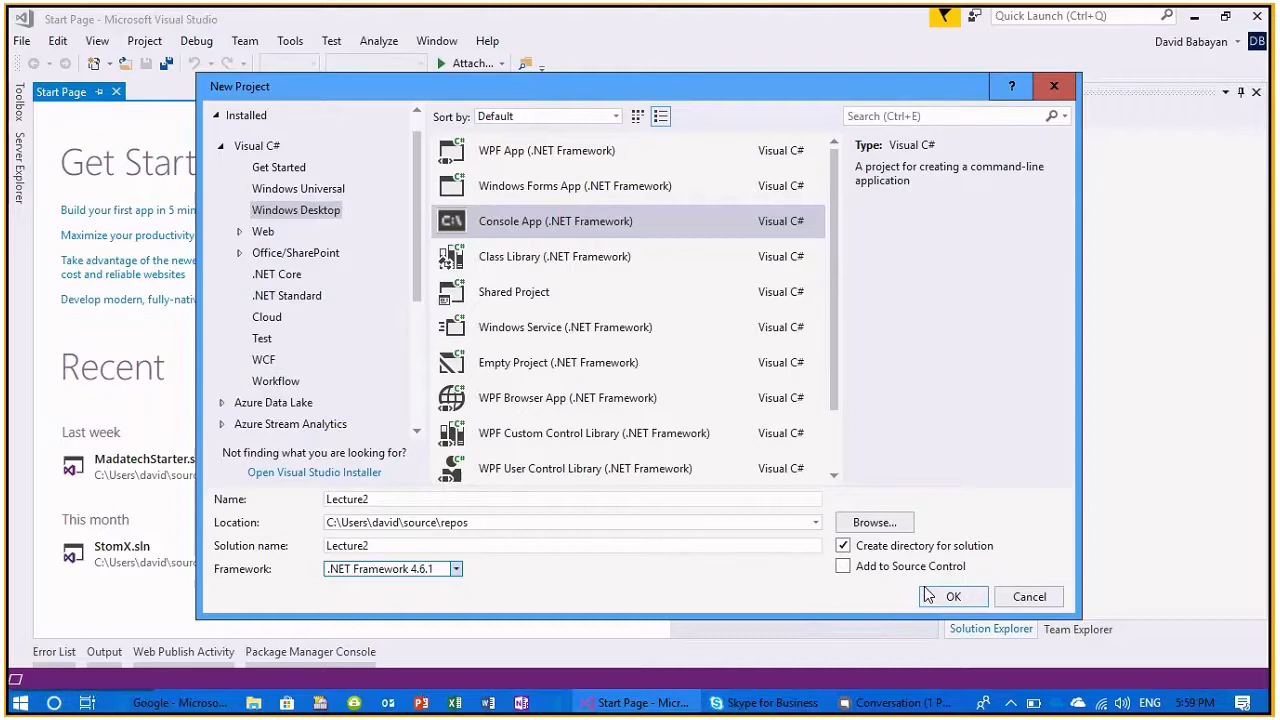 Start Page - Microsoft Visual Studio
Quick Launch (Ctrl+Q)
File Edit View Project Debug Team Tools Test Analyze Window Help
David Babayan DB
Attach...
Start Page
Toolbox
Server Explorer
Get Start
Build your first app in 5 min
Maximize your productivity
Take advantage of the newe
cost and reliable websites
Develop modern, fully-nativ
Recent
Last week
MadatechStarter.s
C:\Users\david\sour
This month
StomX.sln
C:\Users\david\sour
New Project
?
Installed
Visual C#
Get Started
Windows Universal
Windows Desktop
Web
Office/SharePoint
.NET Core
.NET Standard
Cloud
Test
WCF
Workflow
Azure Data Lake
Azure Stream Analytics
Not finding what you are looking for?
Open Visual Studio Installer
Sort by: Default
Search (Ctrl+E)
WPF App (.NET Framework) Visual C#
Windows Forms App (.NET Framework) Visual C#
C:\ Console App (.NET Framework) Visual C#
Class Library (.NET Framework) Visual C#
Shared Project Visual C#
Windows Service (.NET Framework) Visual C#
Empty Project (.NET Framework) Visual C#
WPF Browser App (.NET Framework) Visual C#
WPF Custom Control Library (.NET Framework) Visual C#
WPF User Control Library (.NET Framework) Visual C#
Type: Visual C#
A project for creating a command-line
application
Name: Lecture2
Location: C:\Users\david\source\repos
Browse...
Solution name: Lecture2
Create directory for solution
Framework: .NET Framework 4.6.1
Add to Source Control
OK Cancel
Solution Explorer Team Explorer
Error List Output Web Publish Activity Package Manager Console
Google - Microso...
Start Page - Micr...
Skype for Business
Conversation (1 P...
ENG 5:59 PM